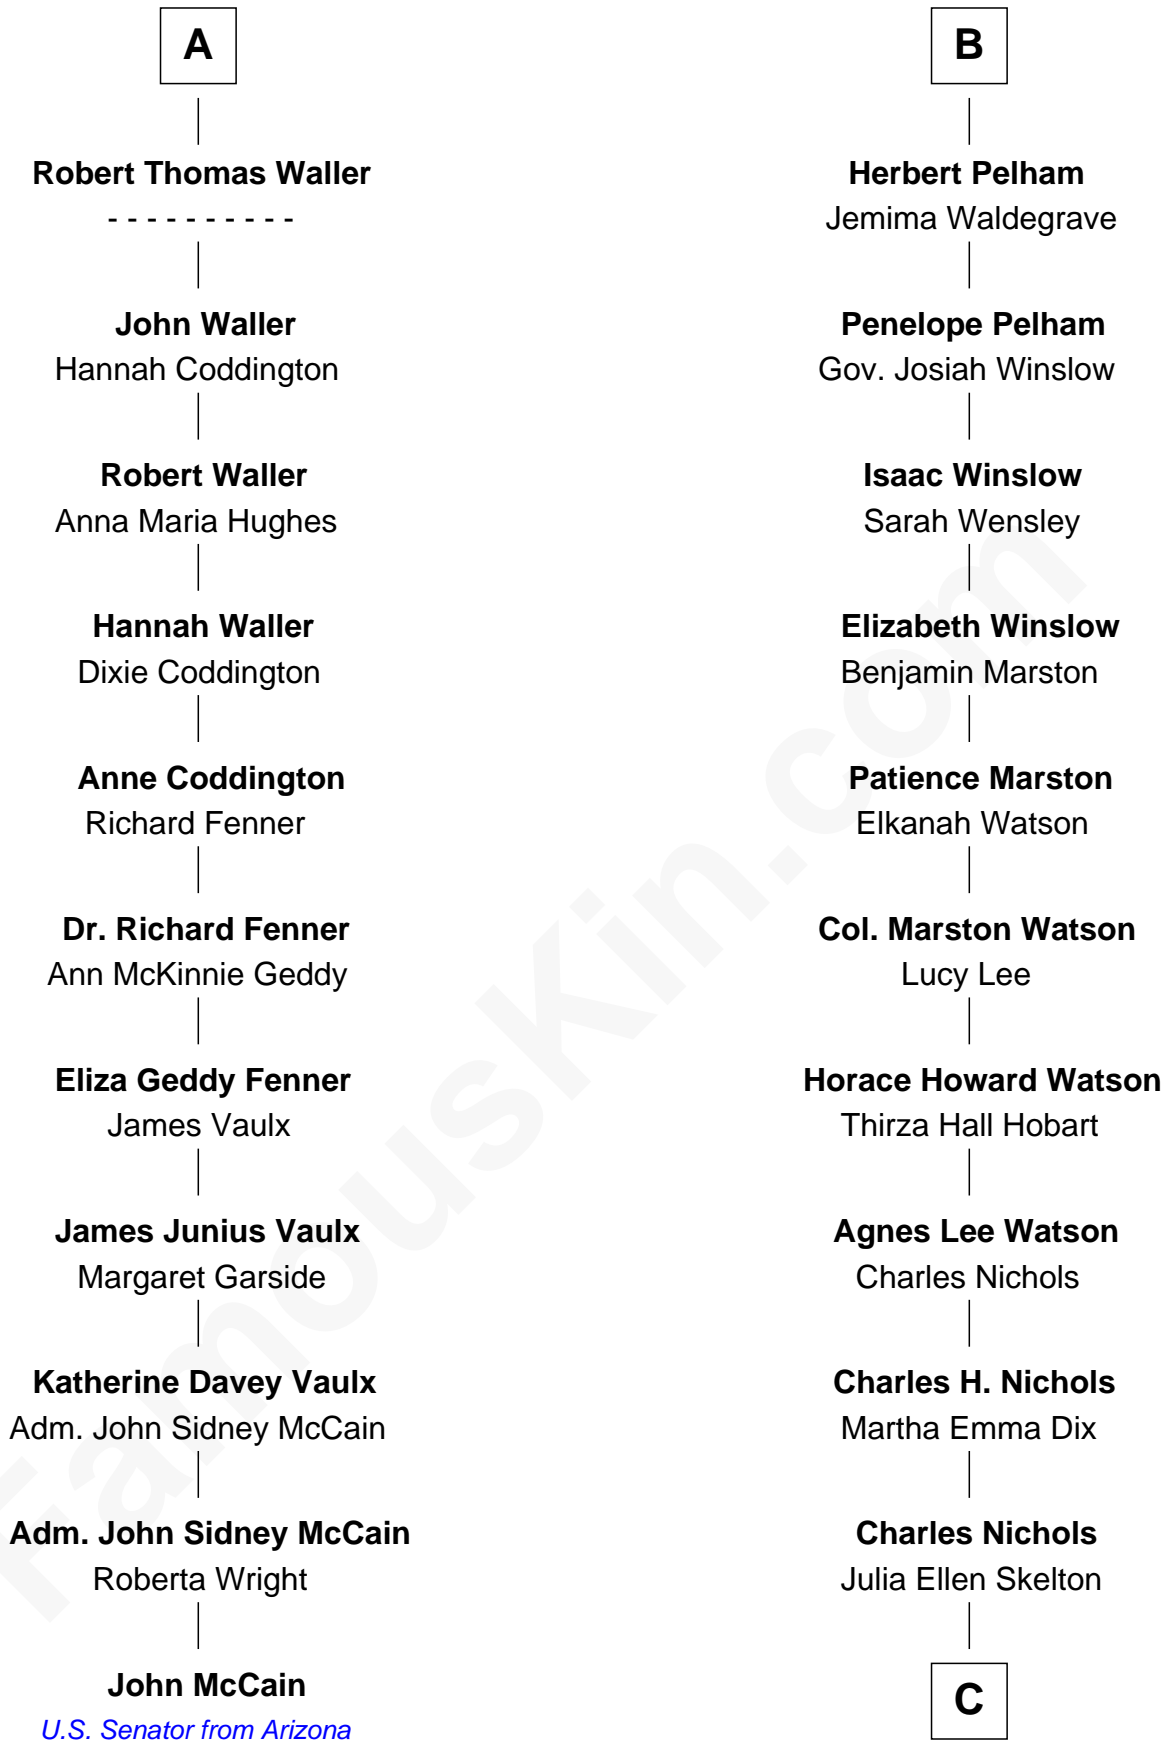 A
Robert Thomas Waller
- - - - - - - - - -
John Waller
Hannah Coddington
Robert Waller
Anna Maria Hughes
Hannah Waller
Dixie Coddington
Anne Coddington
Richard Fenner
Dr. Richard Fenner
Ann McKinnie Geddy
Eliza Geddy Fenner
James Vaulx
James Junius Vaulx
Margaret Garside
Katherine Davey Vaulx
Adm. John Sidney McCain
Adm. John Sidney McCain
Roberta Wright
John McCain
U.S. Senator from Arizona
B
Herbert Pelham
Jemima Waldegrave
Penelope Pelham
Gov. Josiah Winslow
Isaac Winslow
Sarah Wensley
Elizabeth Winslow
Benjamin Marston
Patience Marston
Elkanah Watson
Col. Marston Watson
Lucy Lee
Horace Howard Watson
Thirza Hall Hobart
Agnes Lee Watson
Charles Nichols
Charles H. Nichols
Martha Emma Dix
Charles Nichols
Julia Ellen Skelton
C
FamousKin.com